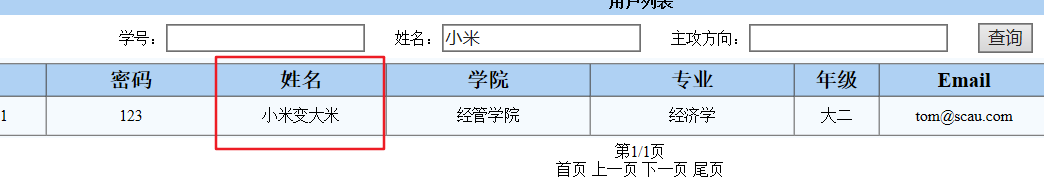 用户列表
学号： 姓名：小米 主攻方向： 查询
密码 姓名 学院 专业 年级 Email
1 123 小米变大米 经管学院 经济学 大二 tom@scau.com
第1/1页
首页 上一页 下一页 尾页